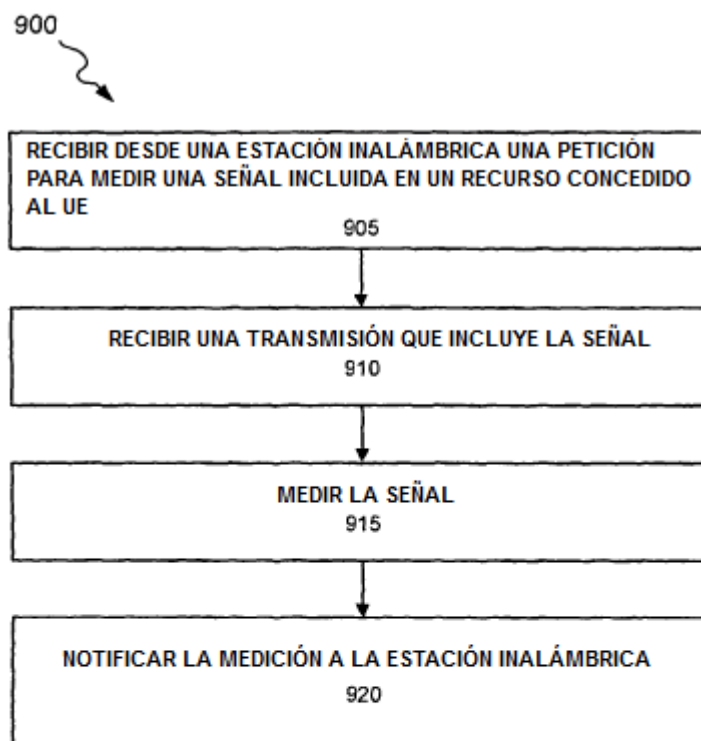 900
RECIBIR DESDE UNA ESTACIÓN INALÁMBRICA UNA PETICIÓN
PARA MEDIR UNA SEÑAL INCLUIDA EN UN RECURSO CONCEDIDO
AL UE
905
RECIBIR UNA TRANSMISIÓN QUE INCLUYE LA SEÑAL
910
MEDIR LA SEÑAL
915
NOTIFICAR LA MEDICIÓN A LA ESTACIÓN INALÁMBRICA
920